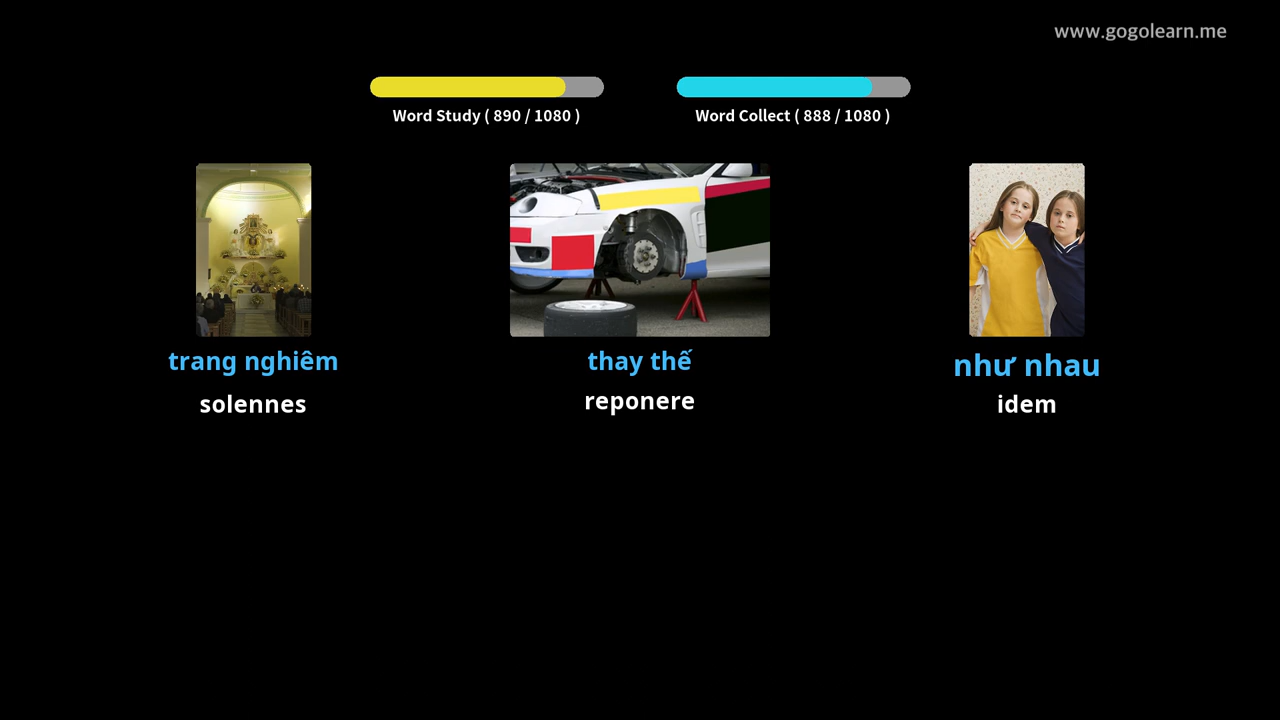 www.gogolearn.me
Word Study ( 890 / 1080 )
Word Collect ( 888 / 1080 )
trang nghiêm
thay thế
như nhau
solennes
reponere
idem